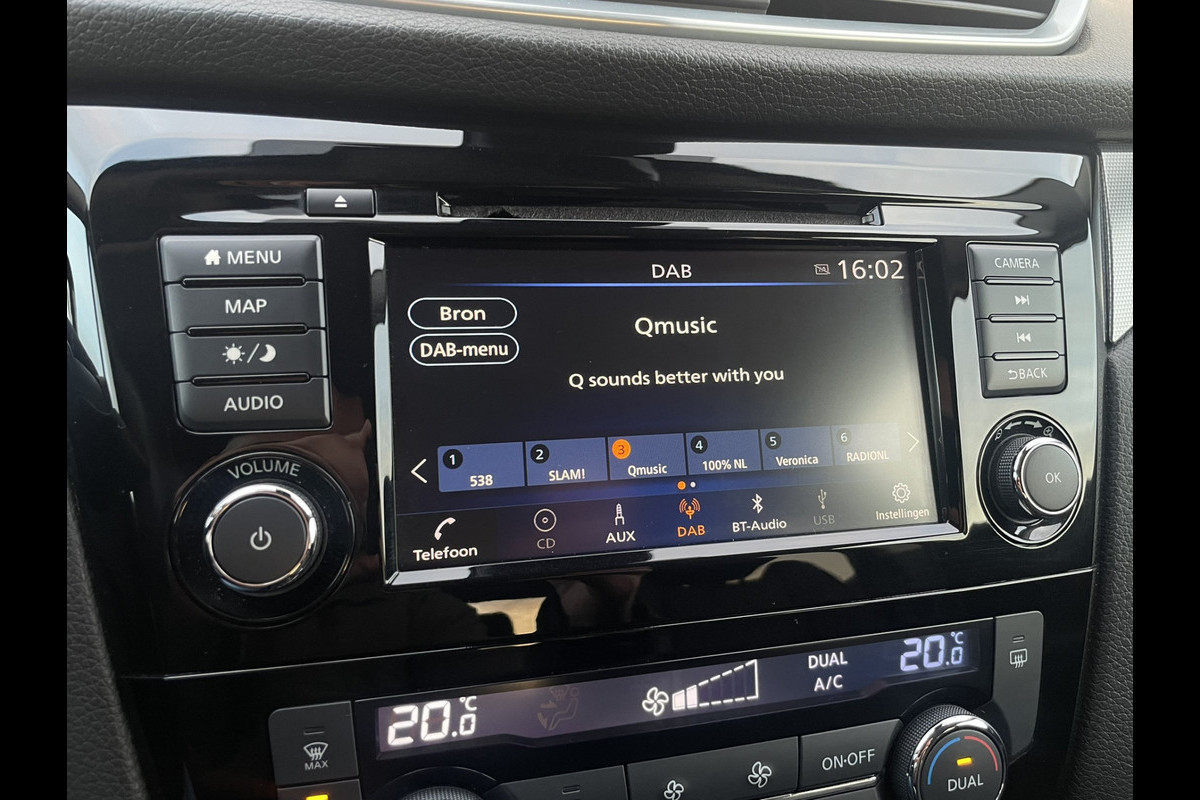 MENU
MAP
AUDIO
VOLUME
DAB
16:02
Bron
DAB-menu
Qmusic
Q sounds better with you
1 538
2 SLAM!
3 Qmusic
4 100% NL
5 Veronica
6 RADIONL
Telefoon
CD
AUX
DAB
BT-Audio
USB
Instellingen
CAMERA
BACK
OK
20.0 °C
DUAL
A/C
20.0 °C
MAX
ON·OFF
DUAL